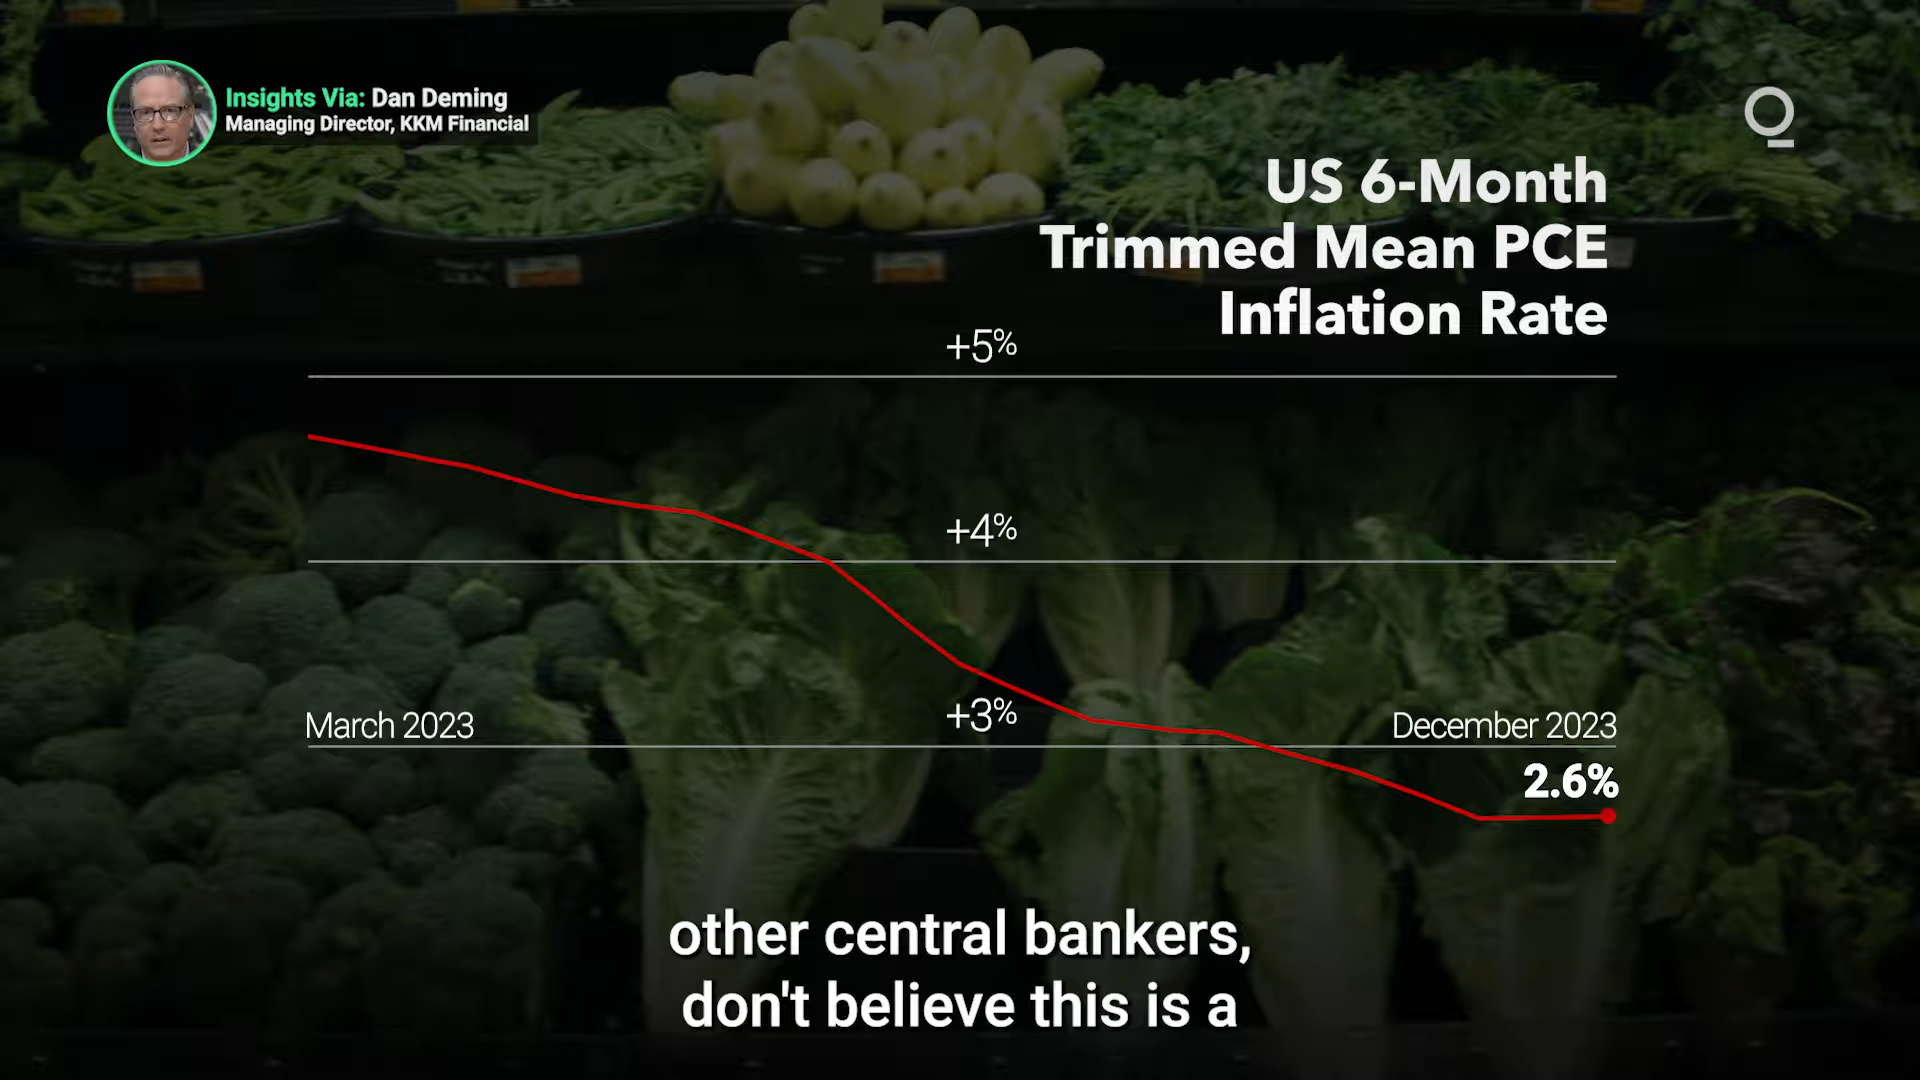 Insights Via: Dan Deming
Managing Director, KKM Financial
US 6-Month
Trimmed Mean PCE
Inflation Rate
+5%
+4%
+3%
March 2023
December 2023
2.6%
other central bankers,
don't believe this is a